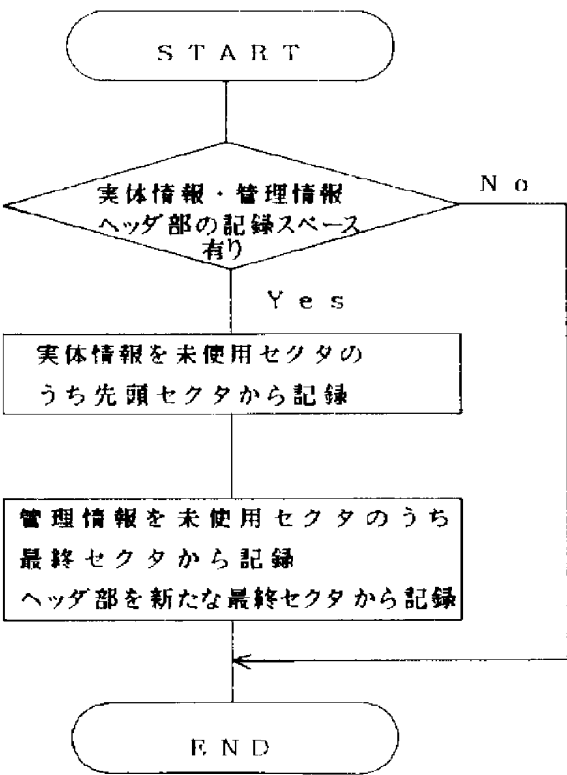 START
実体情報・管理情報
ヘッダ部の記録スペース
有り
No
Yes
実体情報を未使用セクタの
うち先頭セクタから記録
管理情報を未使用セクタのうち
最終セクタから記録
ヘッダ部を新たな最終セクタから記録
END